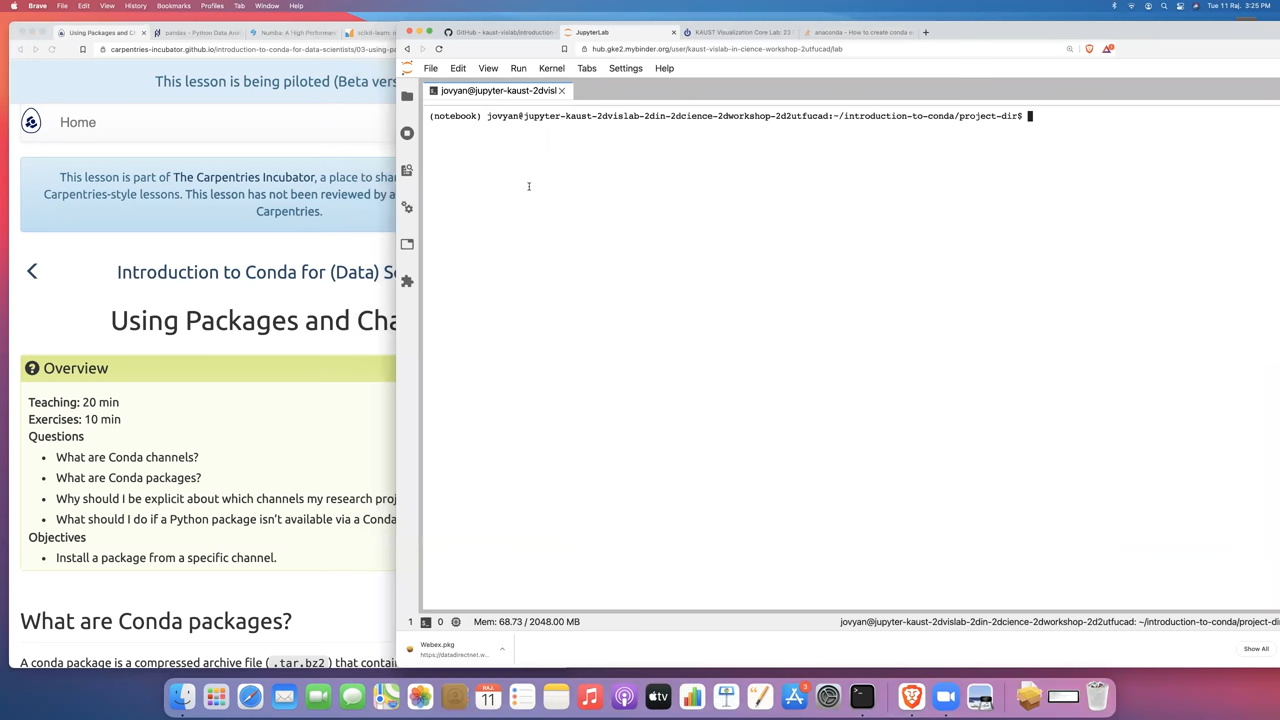 Brave File Edit View History Bookmarks Profiles Tab Window Help
Tue 11 Raj. 3:25 PM
Using Packages and Ch
pandas - Python Data An
Numba: A High Performan
scikit-learn
carpentries-incubator.github.io/introduction-to-conda-for-data-scientists/03-using-pa
This lesson is being piloted (Beta vers
Home
This lesson is part of The Carpentries Incubator, a place to sha
Carpentries-style lessons. This lesson has not been reviewed by a
Carpentries.
Introduction to Conda for (Data) S
Using Packages and Cha
Overview
Teaching: 20 min
Exercises: 10 min
Questions
What are Conda channels?
What are Conda packages?
Why should I be explicit about which channels my research proj
What should I do if a Python package isn't available via a Conda
Objectives
Install a package from a specific channel.
What are Conda packages?
A conda package is a compressed archive file (.tar.bz2) that contain
GitHub - kaust-vislab/introduction-
JupyterLab
KAUST Visualization Core Lab: 23
anaconda - How to create conda e
hub.gke2.mybinder.org/user/kaust-vislab-in-cience-workshop-2utfucad/lab
File Edit View Run Kernel Tabs Settings Help
jovyan@jupyter-kaust-2dvisl
(notebook) jovyan@jupyter-kaust-2dvislab-2din-2dcience-2dworkshop-2d2utfucad:~/introduction-to-conda/project-dir$
1 0 Mem: 68.73 / 2048.00 MB
jovyan@jupyter-kaust-2dvislab-2din-2dcience-2dworkshop-2d2utfucad: ~/introduction-to-conda/project-di
Webex.pkg
https://datadirectnet.w...
Show All
RAJ.
11
tv
3